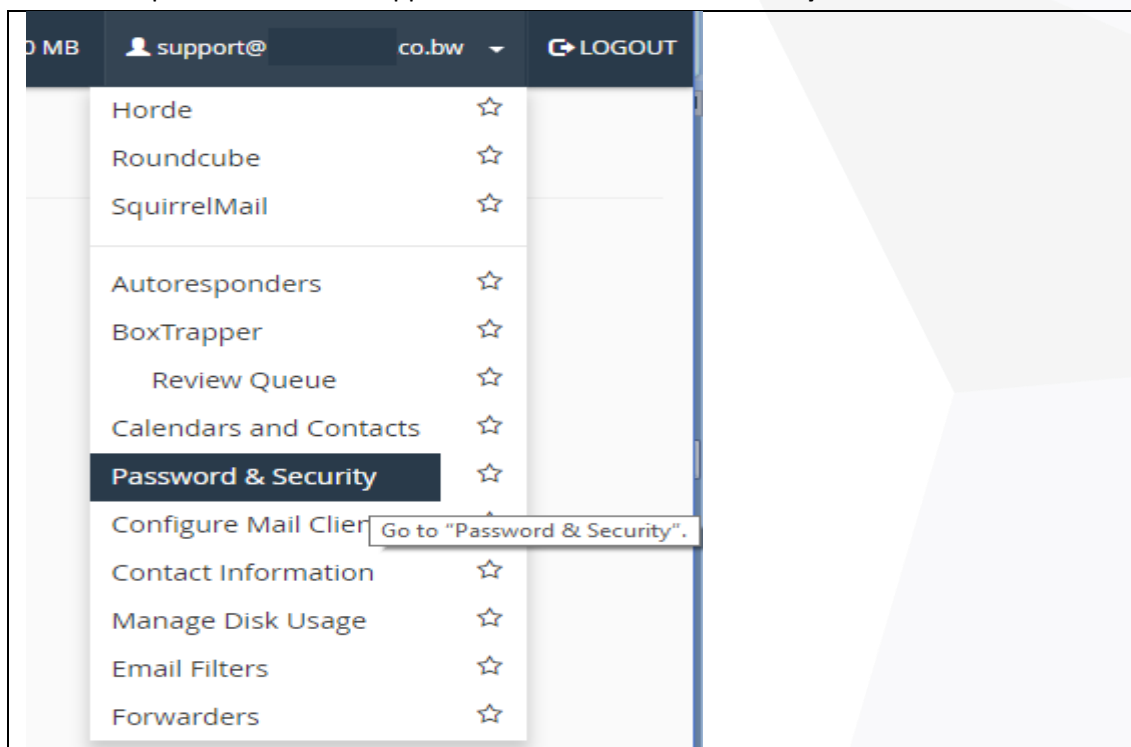 0 MB support@ co.bw LOGOUT
Horde
Roundcube
SquirrelMail
Autoresponders
BoxTrapper
Review Queue
Calendars and Contacts
Password & Security
Configure Mail Clien
Go to "Password & Security".
Contact Information
Manage Disk Usage
Email Filters
Forwarders